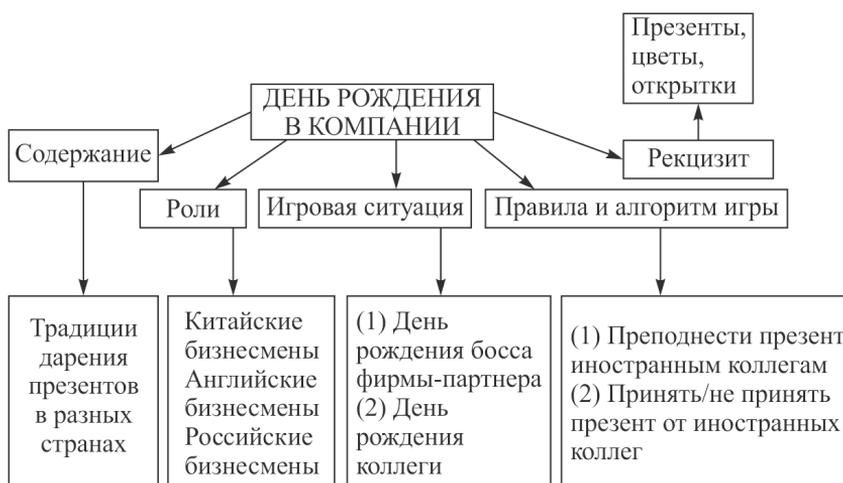 Презенты,
цветы,
открытки
ДЕНЬ РОЖДЕНИЯ
В КОМПАНИИ
Содержание
Рекцизит
Роли
Игровая ситуация
Правила и алгоритм игры
Традиции
дарения
презентов
в разных
странах
Китайские
бизнесмены
Английские
бизнесмены
Российские
бизнесмены
(1) День
рождения босса
фирмы-партнера
(2) День
рождения
коллеги
(1) Преподнести презент
иностранным коллегам
(2) Принять/не принять
презент от иностранных
коллег